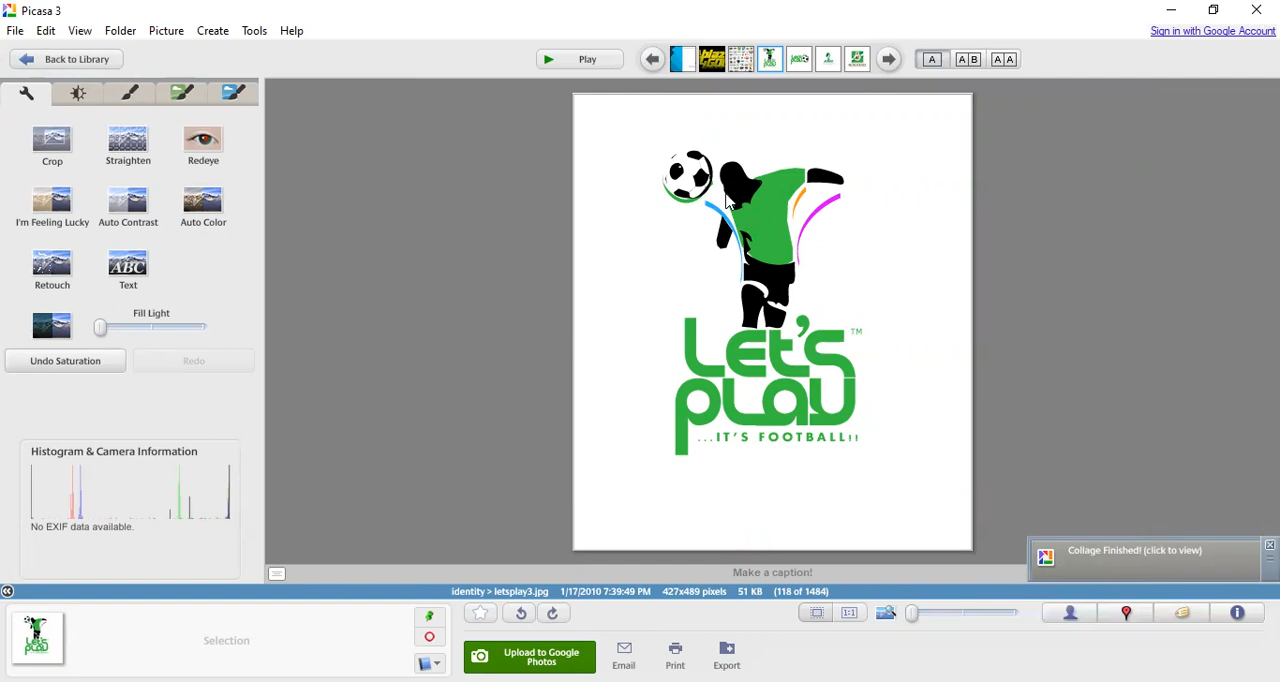 Picasa 3
File Edit View Folder Picture Create Tools Help
Sign in with Google Account
Back to Library
Play
A
A B
A A
Crop
Straighten
Redeye
I'm Feeling Lucky
Auto Contrast
Auto Color
ABC
Retouch
Text
Fill Light
Undo Saturation
Redo
Histogram & Camera Information
No EXIF data available.
Let's
play
TM
...IT'S FOOTBALL!!
Collage Finished! (click to view)
Make a caption!
identity > letsplay3.jpg 1/17/2010 7:39:49 PM 427x489 pixels 51 KB (118 of 1484)
Selection
1:1
Upload to Google
Photos
Email
Print
Export